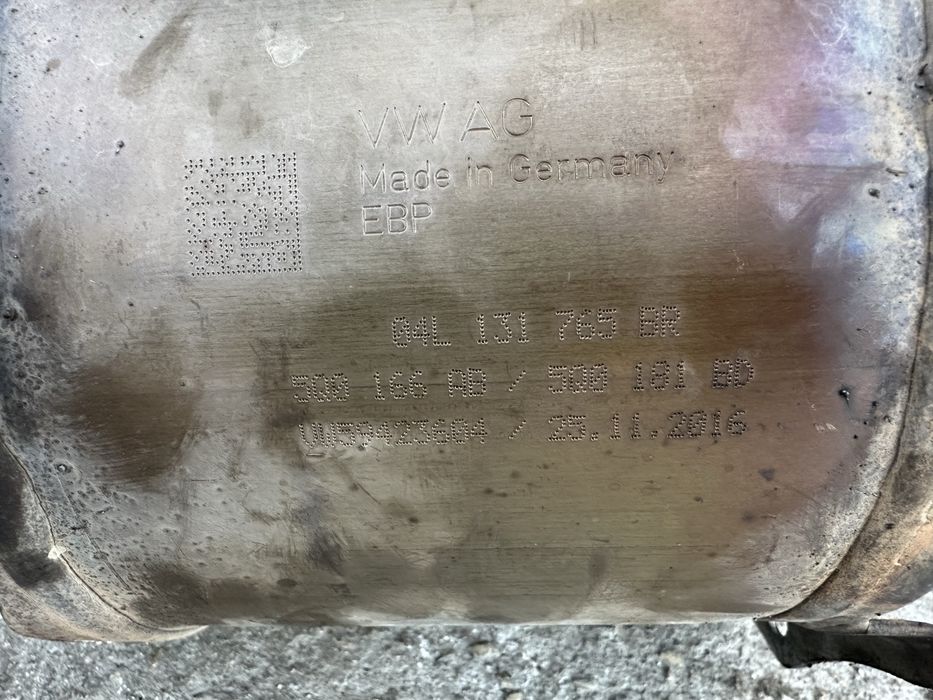 VW AG
Made in Germany
EBP
04L 131 765 BR
5Q0 166 AB / 5Q0 181 BD
VW50423684 / 25.11.2016